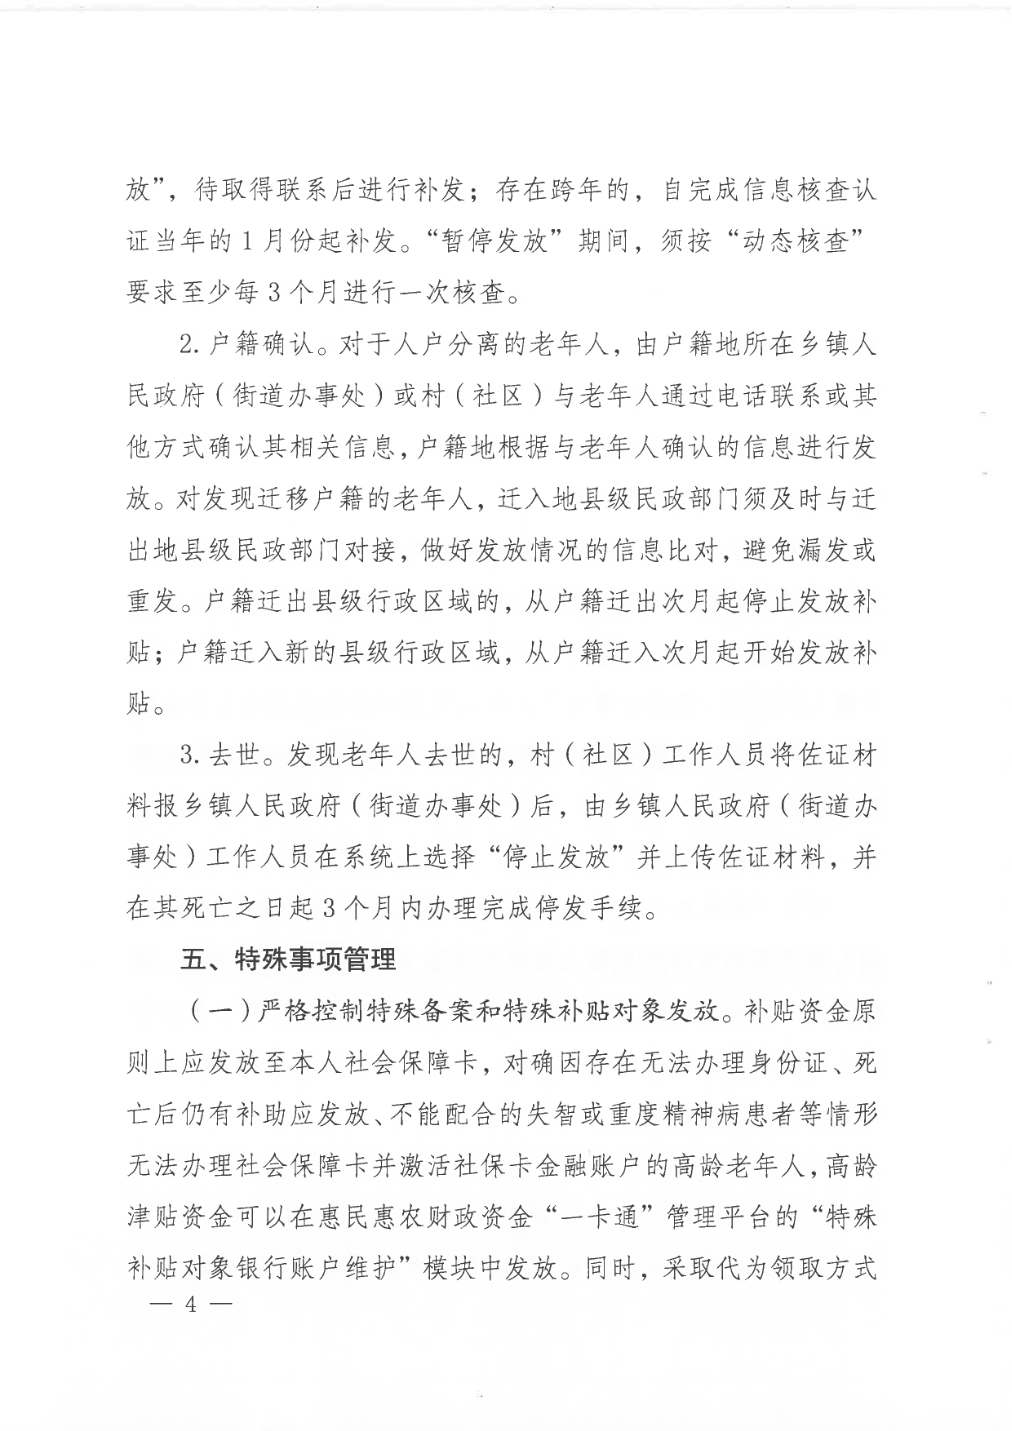 放”，待取得联系后进行补发；存在跨年的，自完成信息核查认
证当年的 1 月份起补发。“暂停发放”期间，须按“动态核查”
要求至少每 3 个月进行一次核查。
2. 户籍确认。对于人户分离的老年人，由户籍地所在乡镇人
民政府（街道办事处）或村（社区）与老年人通过电话联系或其
他方式确认其相关信息，户籍地根据与老年人确认的信息进行发
放。对发现迁移户籍的老年人，迁入地县级民政部门须及时与迁
出地县级民政部门对接，做好发放情况的信息比对，避免漏发或
重发。户籍迁出县级行政区域的，从户籍迁出次月起停止发放补
贴；户籍迁入新的县级行政区域，从户籍迁入次月起开始发放补
贴。
3. 去世。发现老年人去世的，村（社区）工作人员将佐证材
料报乡镇人民政府（街道办事处）后，由乡镇人民政府（街道办
事处）工作人员在系统上选择“停止发放”并上传佐证材料，并
在其死亡之日起 3 个月内办理完成停发手续。
五、特殊事项管理
（一）严格控制特殊备案和特殊补贴对象发放。补贴资金原
则上应发放至本人社会保障卡，对确因存在无法办理身份证、死
亡后仍有补助应发放、不能配合的失智或重度精神病患者等情形
无法办理社会保障卡并激活社保卡金融账户的高龄老年人，高龄
津贴资金可以在惠民惠农财政资金“一卡通”管理平台的“特殊
补贴对象银行账户维护”模块中发放。同时，采取代为领取方式
— 4 —